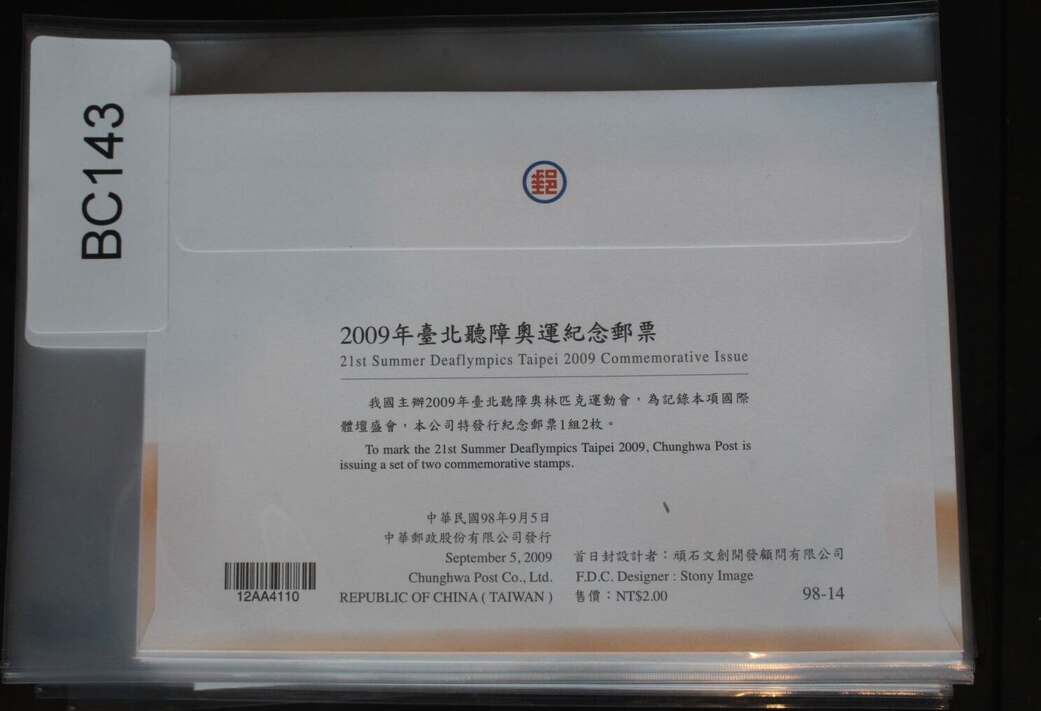 BC143
郵
2009年臺北聽障奧運紀念郵票
21st Summer Deaflympics Taipei 2009 Commemorative Issue
我國主辦2009年臺北聽障奧林匹克運動會，為記錄本項國際
體壇盛會，本公司特發行紀念郵票1組2枚。
To mark the 21st Summer Deaflympics Taipei 2009, Chunghwa Post is
issuing a set of two commemorative stamps.
中華民國98年9月5日
中華郵政股份有限公司發行
September 5, 2009
Chunghwa Post Co., Ltd.
REPUBLIC OF CHINA ( TAIWAN )
首日封設計者：頑石文創開發顧問有限公司
F.D.C. Designer : Stony Image
售價：NT$2.00
98-14
12AA4110